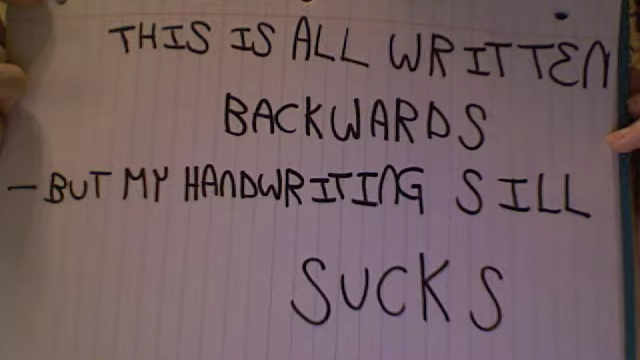 THIS IS ALL WRITTEN
BACKWARDS
- BUT MY HANDWRITING SILL
SUCKS